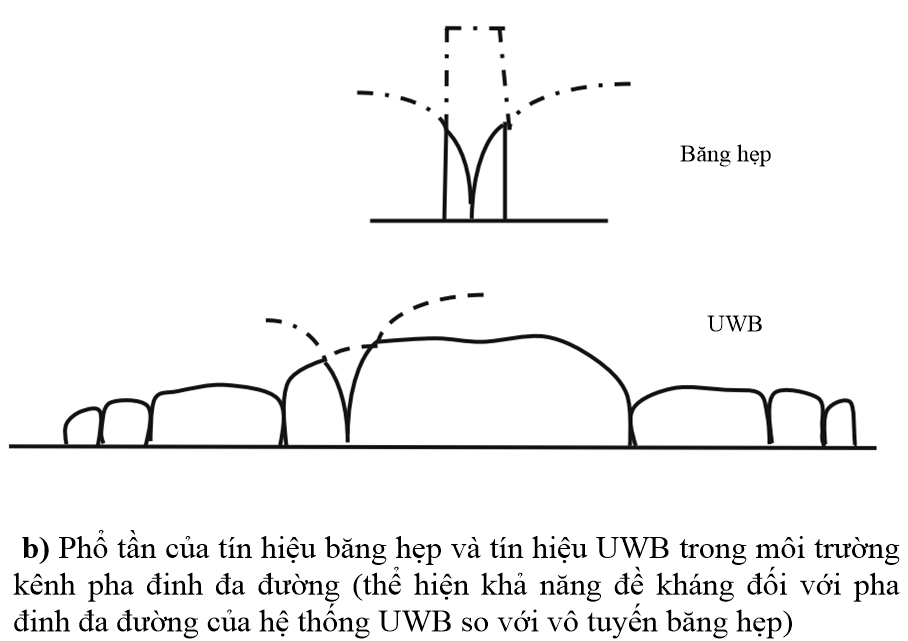 Băng hẹp
UWB
b) Phổ tần của tín hiệu băng hẹp và tín hiệu UWB trong môi trường
kênh pha đinh đa đường (thể hiện khả năng đề kháng đối với pha
đinh đa đường của hệ thống UWB so với vô tuyến băng hẹp)